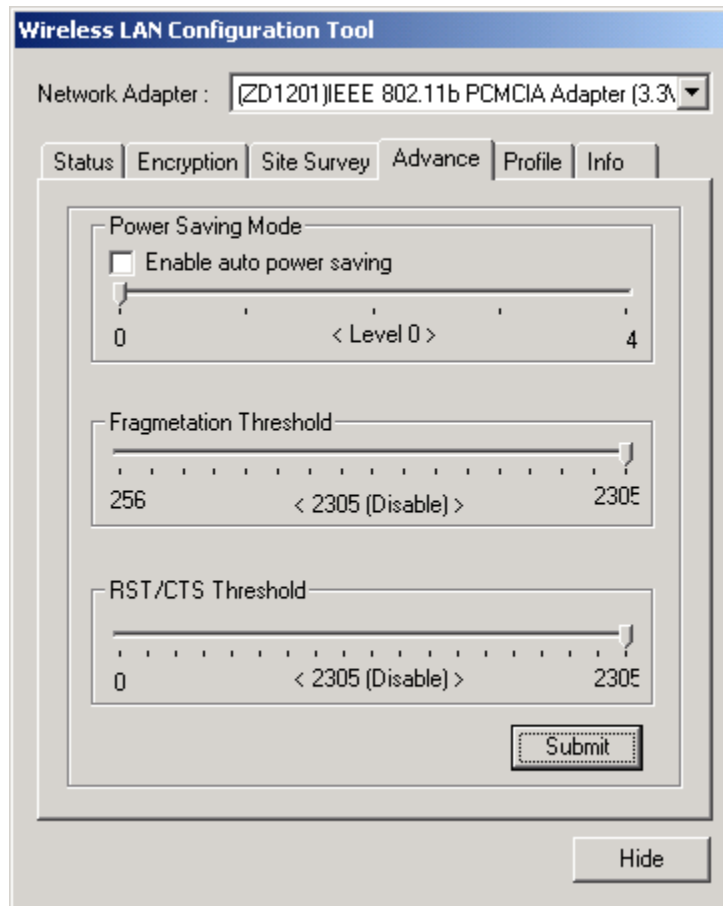 Wireless LAN Configuration Tool
Network Adapter : (ZD1201)IEEE 802.11b PCMCIA Adapter (3.3V
Status Encryption Site Survey Advance Profile Info
Power Saving Mode
Enable auto power saving
0 < Level 0 > 4
Fragmetation Threshold
256 < 2305 (Disable) > 2305
RST/CTS Threshold
0 < 2305 (Disable) > 2305
Submit
Hide